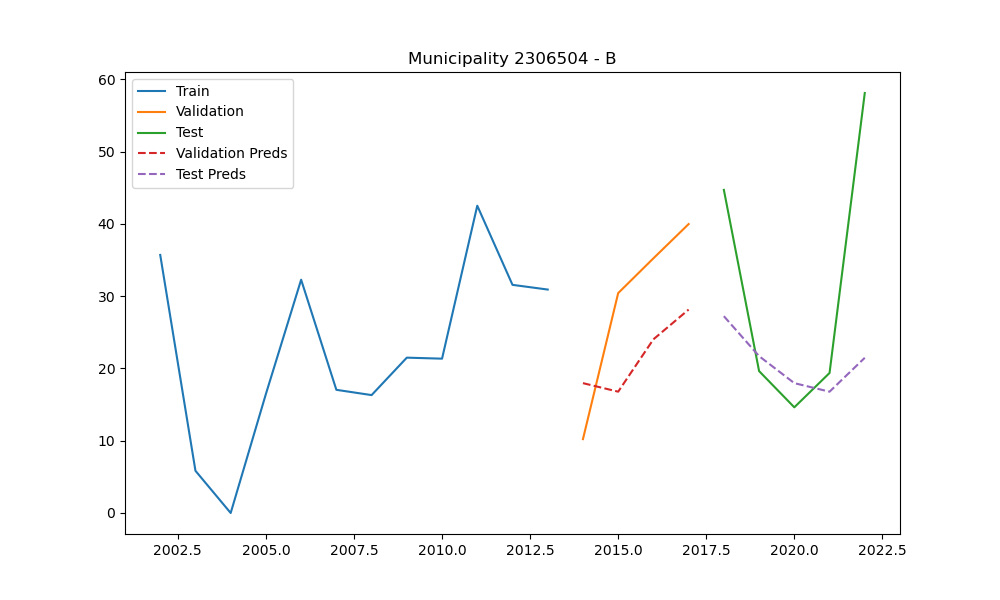 Municipality 2306504 - B
60
50
40
30
20
10
0
Train
Validation
Test
Validation Preds
Test Preds
2002.5 2005.0 2007.5 2010.0 2012.5 2015.0 2017.5 2020.0 2022.5